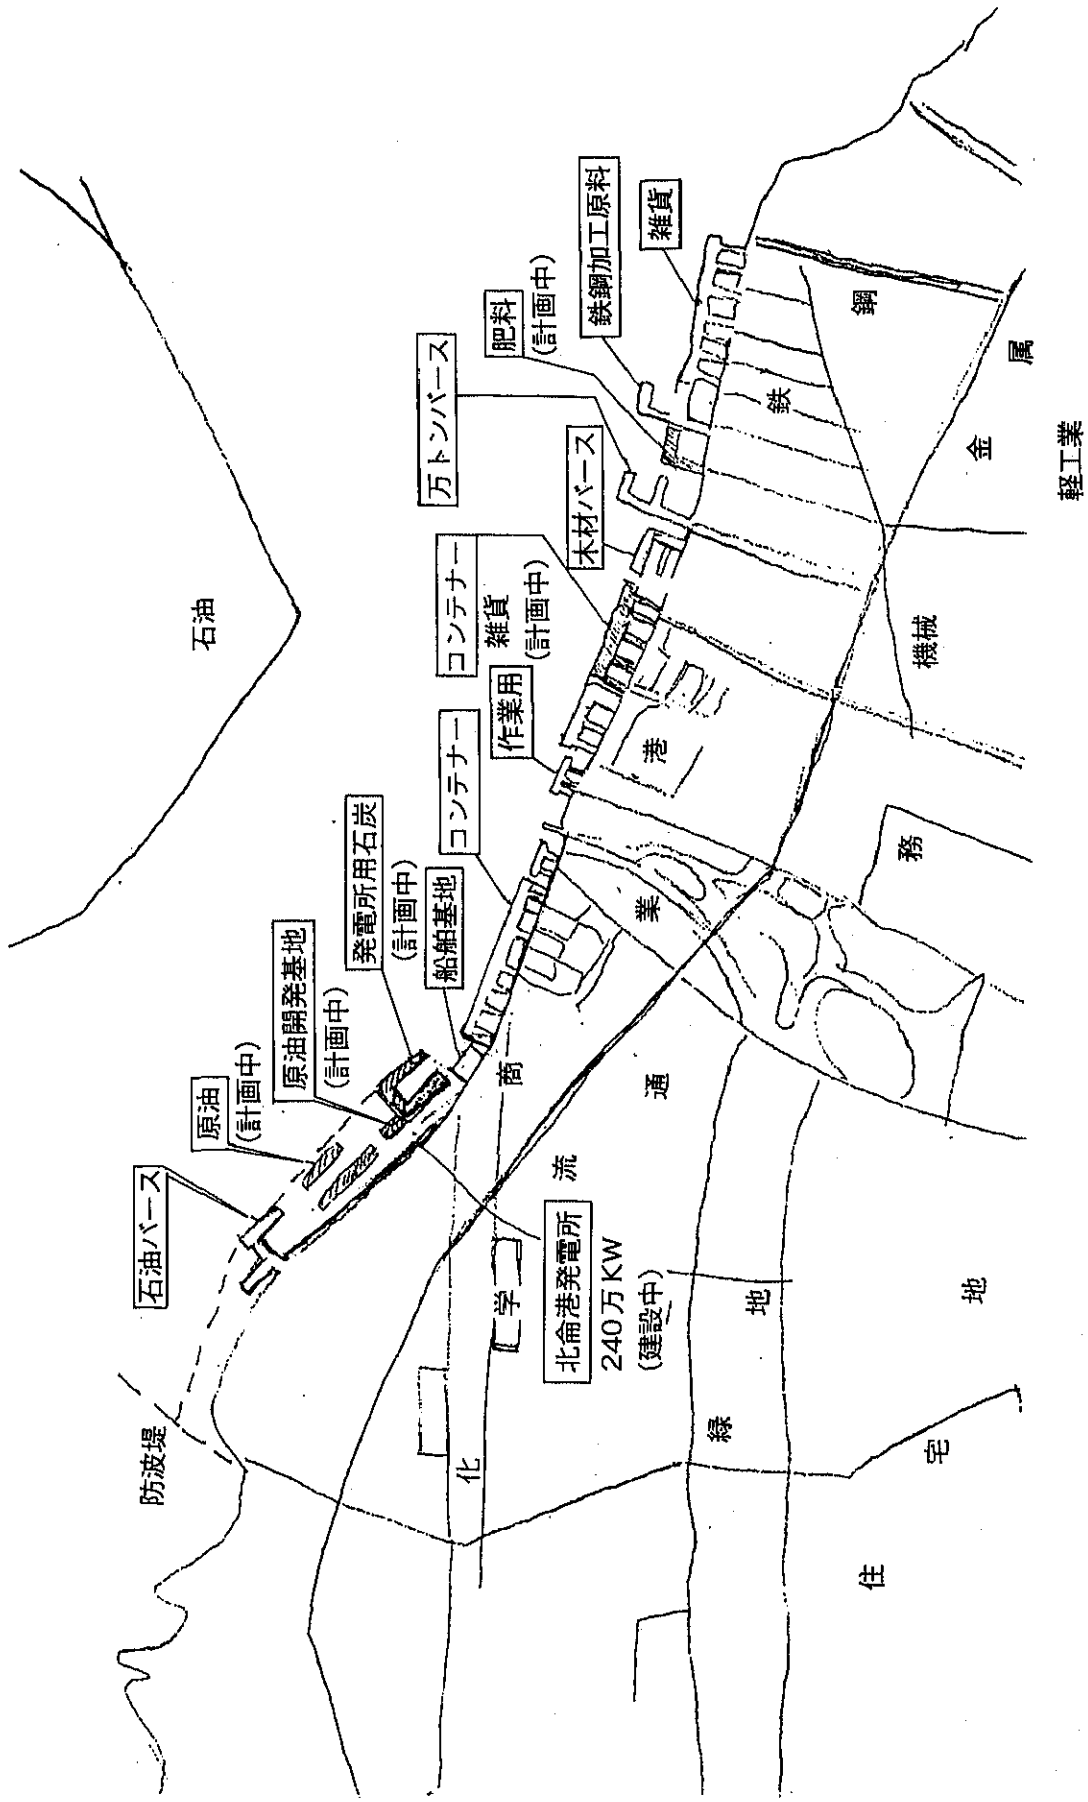 防波堤
石油バース
石油
原油
(計画中)
原油開発基地
(計画中)
発電所用石炭
(計画中)
船舶基地
コンテナー
作業用
コンテナー
雑貨
(計画中)
万トンバース
木材バース
肥料
(計画中)
鉄鋼加工原料
雑貨
化学
北侖港発電所
240万KW
(建設中)
流通
商業
港務
鉄鋼
機械
金属
軽工業
緑地
住宅地